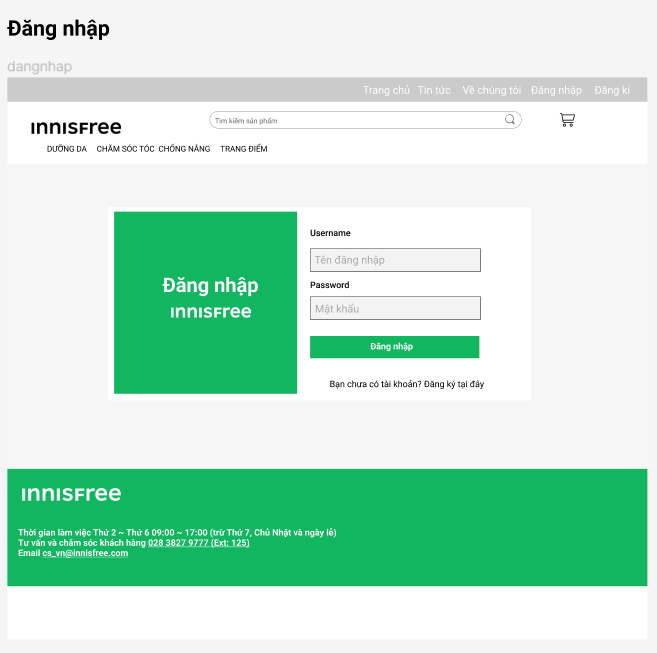 Đăng nhập
dangnhap
Trang chủ Tin tức Về chúng tôi Đăng nhập Đăng kí
innisfree
Tìm kiếm sản phẩm
DƯỠNG DA CHĂM SÓC TÓC CHỐNG NẮNG TRANG ĐIỂM
Đăng nhập
innisfree
Username
Tên đăng nhập
Password
Mật khẩu
Đăng nhập
Bạn chưa có tài khoản? Đăng ký tại đây
innisfree
Thời gian làm việc Thứ 2 ~ Thứ 6 09:00 ~ 17:00 (trừ Thứ 7, Chủ Nhật và ngày lễ)
Tư vấn và chăm sóc khách hàng 028 3827 9777 (Ext: 125)
Email cs_vn@innisfree.com